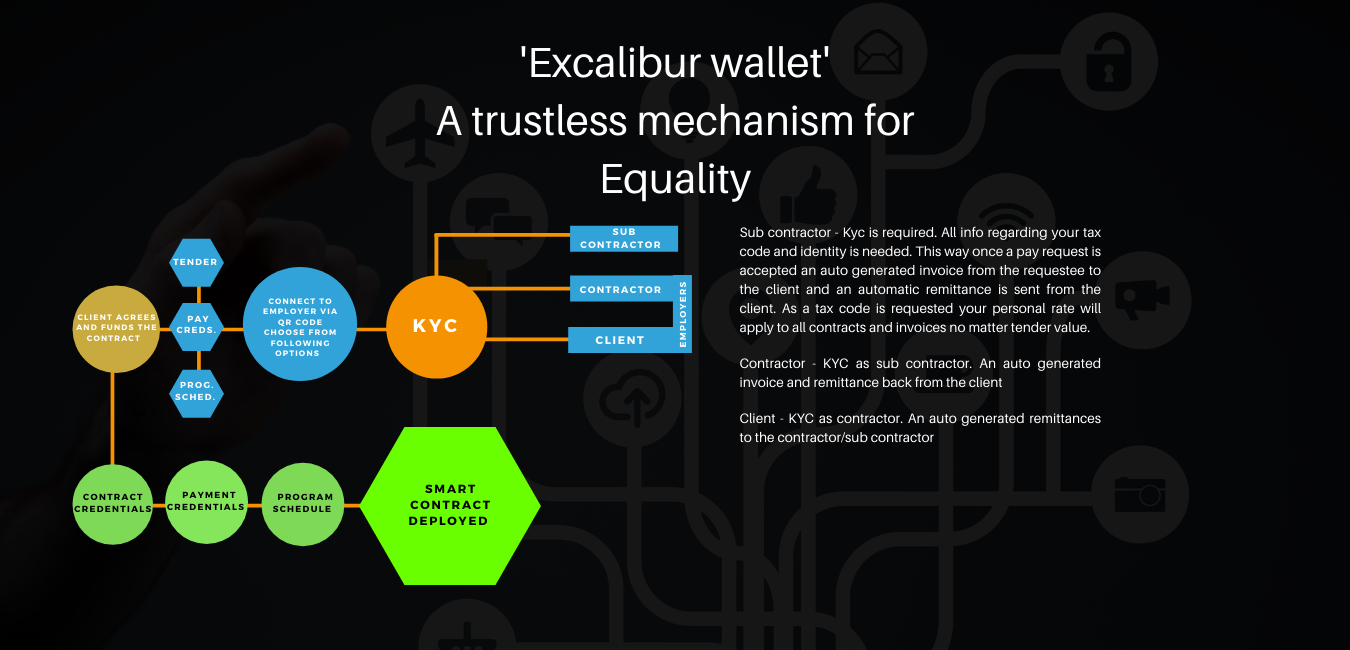 'Excalibur wallet'
A trustless mechanism for
Equality
SUB
CONTRACTOR
CONTRACTOR
CLIENT
EMPLOYERS
KYC
CONNECT TO
EMPLOYER VIA
QR CODE
CHOOSE FROM
FOLLOWING
OPTIONS
TENDER
PAY
CREDS.
PROG.
SCHED.
CLIENT AGREES
AND FUNDS THE
CONTRACT
CONTRACT
CREDENTIALS
PAYMENT
CREDENTIALS
PROGRAM
SCHEDULE
SMART
CONTRACT
DEPLOYED
Sub contractor - Kyc is required. All info regarding your tax
code and identity is needed. This way once a pay request is
accepted an auto generated invoice from the requestee to
the client and an automatic remittance is sent from the
client. As a tax code is requested your personal rate will
apply to all contracts and invoices no matter tender value.
Contractor - KYC as sub contractor. An auto generated
invoice and remittance back from the client
Client - KYC as contractor. An auto generated remittances
to the contractor/sub contractor